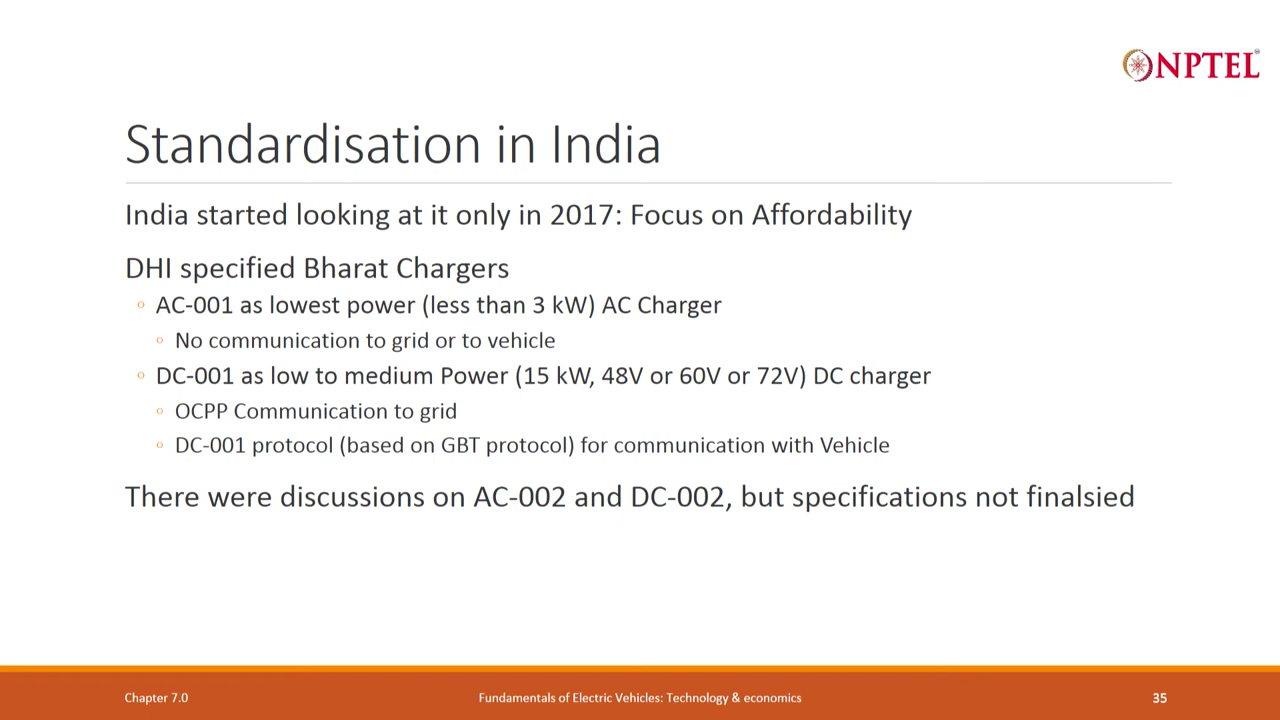 NPTEL
Standardisation in India
India started looking at it only in 2017: Focus on Affordability
DHI specified Bharat Chargers
AC-001 as lowest power (less than 3 kW) AC Charger
No communication to grid or to vehicle
DC-001 as low to medium Power (15 kW, 48V or 60V or 72V) DC charger
OCPP Communication to grid
DC-001 protocol (based on GBT protocol) for communication with Vehicle
There were discussions on AC-002 and DC-002, but specifications not finalsied
Chapter 7.0
Fundamentals of Electric Vehicles: Technology & economics
35